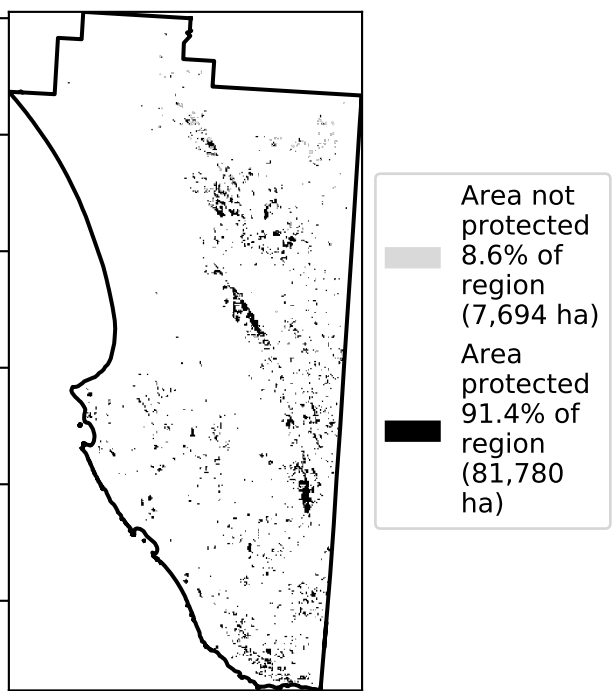 Area not
protected
8.6% of
region
(7,694 ha)
Area
protected
91.4% of
region
(81,780
ha)